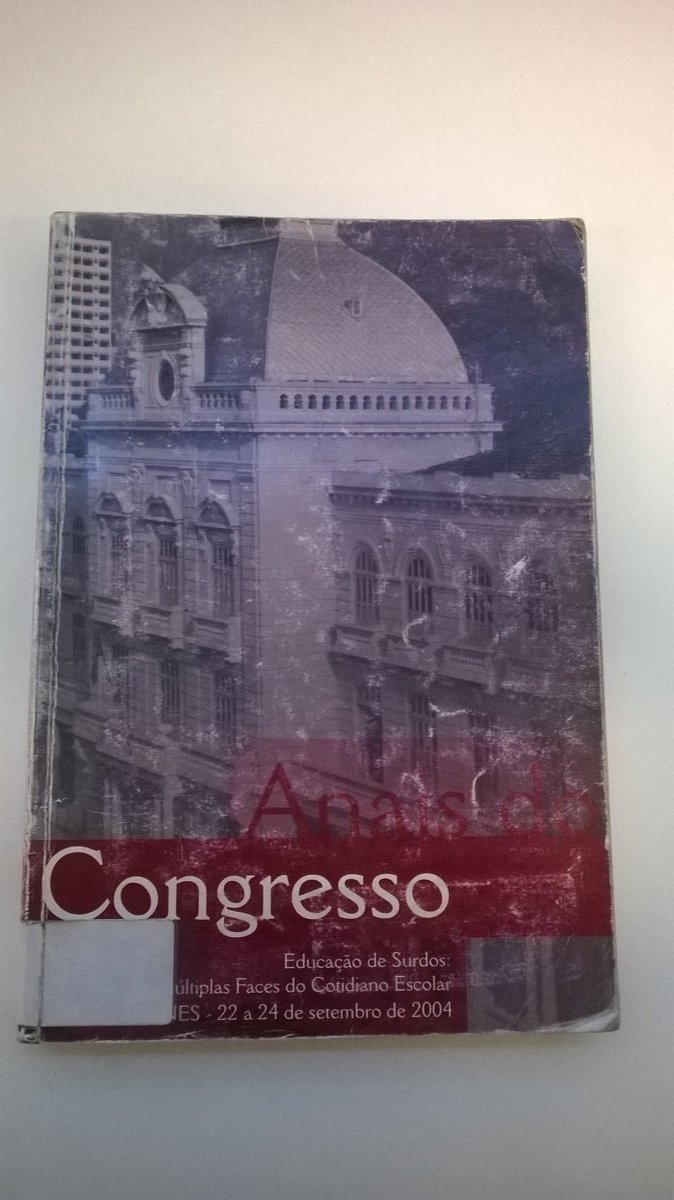 Anais do
Congresso
Educação de Surdos:
últiplas Faces do Cotidiano Escolar
NES - 22 a 24 de setembro de 2004